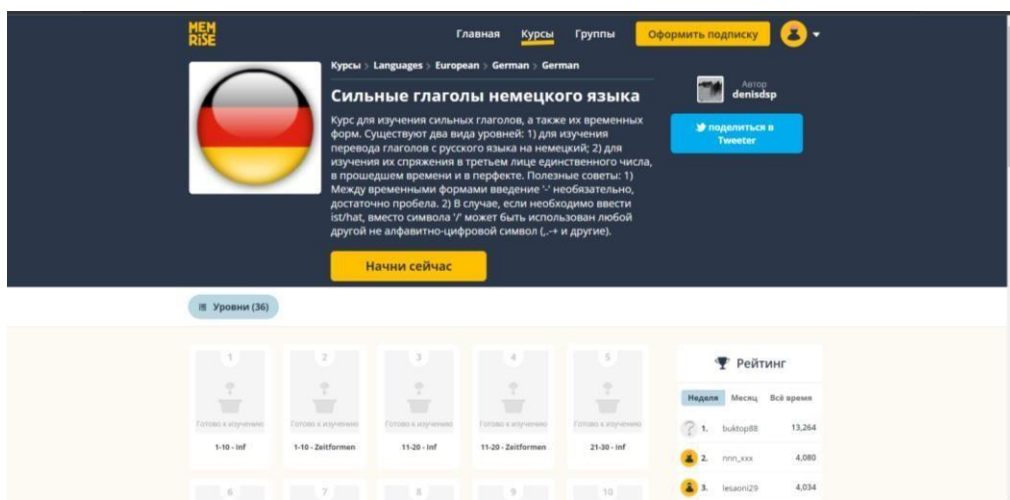 MEM
RiSE
Главная Курсы Группы Оформить подписку
Курсы > Languages > European > German > German
Сильные глаголы немецкого языка
Курс для изучения сильных глаголов, а также их временных
форм. Существуют два вида уровней: 1) для изучения
перевода глаголов с русского языка на немецкий; 2) для
изучения их спряжения в третьем лице единственного числа,
в прошедшем времени и в перфекте. Полезные советы: 1)
Между временными формами введение '-' необязательно,
достаточно пробела. 2) В случае, если необходимо ввести
ist/hat, вместо символа '/' может быть использован любой
другой не алфавитно-цифровой символ (,.-+ и другие).
Начни сейчас
Автор
denisdsp
поделиться в
Tweeter
Уровни (36)
1 2 3 4 5
Готово к изучению Готово к изучению Готово к изучению Готово к изучению Готово к изучению
1-10 - Inf 1-10 - Zeitformen 11-20 - Inf 11-20 - Zeitformen 21-30 - Inf
6 7 8 9 10
Рейтинг
Неделя Месяц Всё время
1. buktop88 13,264
2. nnn_xxx 4,080
3. lesaoni29 4,034